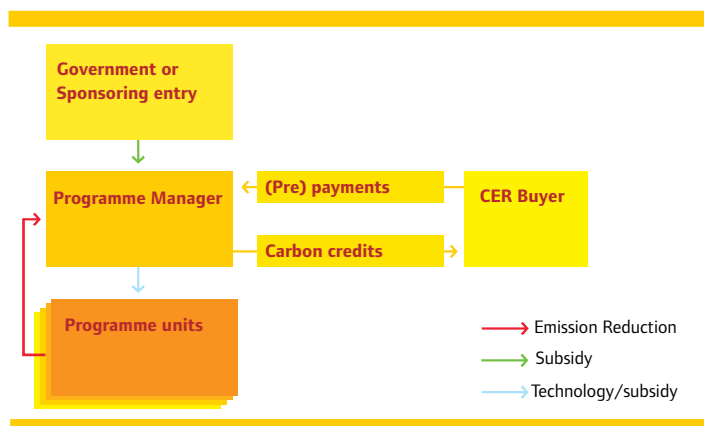 Government or
Sponsoring entry
Programme Manager
(Pre) payments
CER Buyer
Carbon credits
Programme units
Emission Reduction
Subsidy
Technology/subsidy